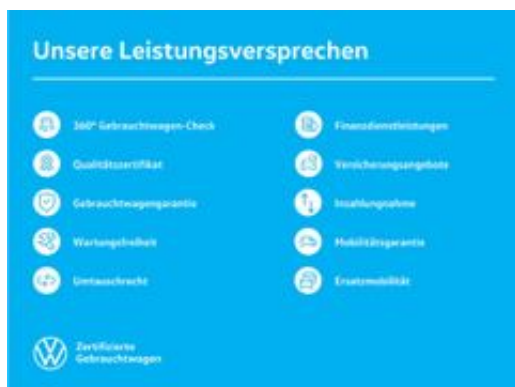 Unsere Leistungsversprechen
360° Gebrauchtwagen-Check
Qualitätszertifikat
Gebrauchtwagengarantie
Wartungsfreiheit
Umtauschrecht
Finanzdienstleistungen
Versicherungsangebote
Inzahlungnahme
Mobilitätsgarantie
Ersatzmobilität
Zertifizierte
Gebrauchtwagen